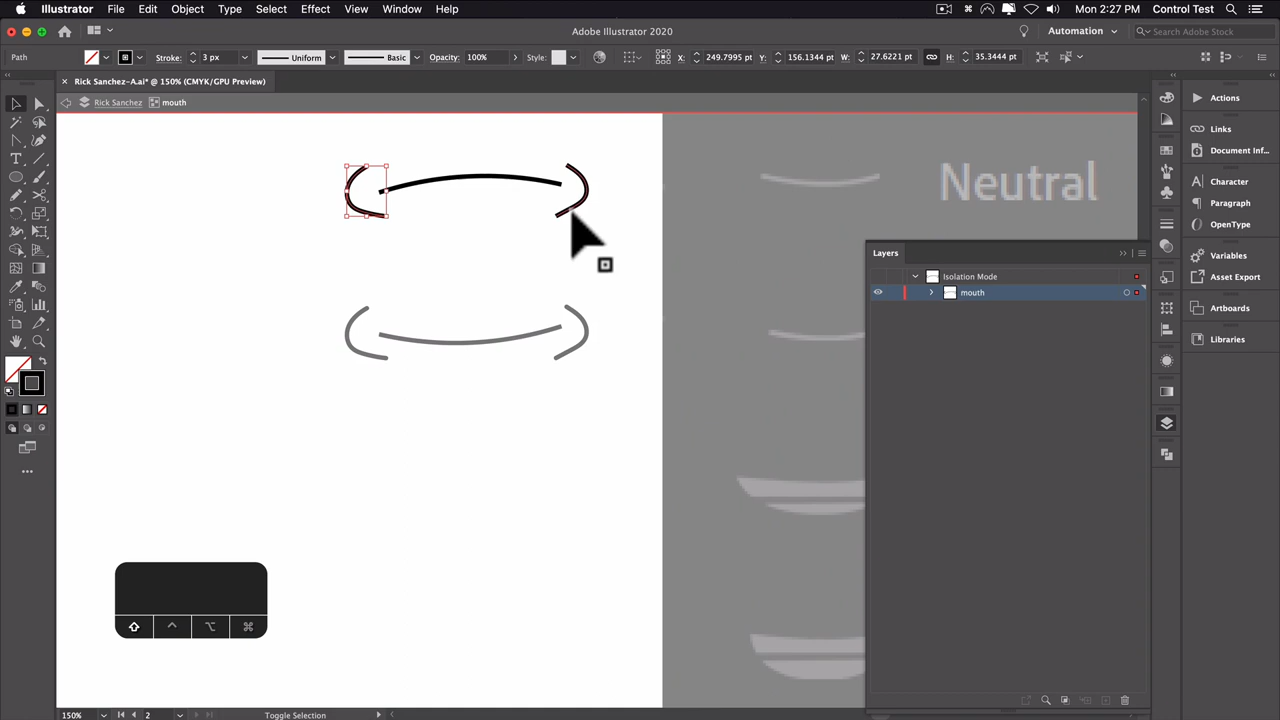 Illustrator File Edit Object Type Select Effect View Window Help Mon 2:27 PM Control Test
Adobe Illustrator 2020 Automation Search Adobe Stock
Path Stroke: 3 px Uniform Basic Opacity: 100% Style: X: 249.7995 pt Y: 156.1134 pt W: 27.6221 pt H: 35.3444 pt
× Rick Sanchez-A.ai* @ 150% (CMYK/GPU Preview)
Rick Sanchez mouth
Actions
Links
Document Inf...
Neutral
Character
Paragraph
OpenType
Layers
Variables
Isolation Mode
Asset Export
mouth
Artboards
Libraries
150% 2 Toggle Selection